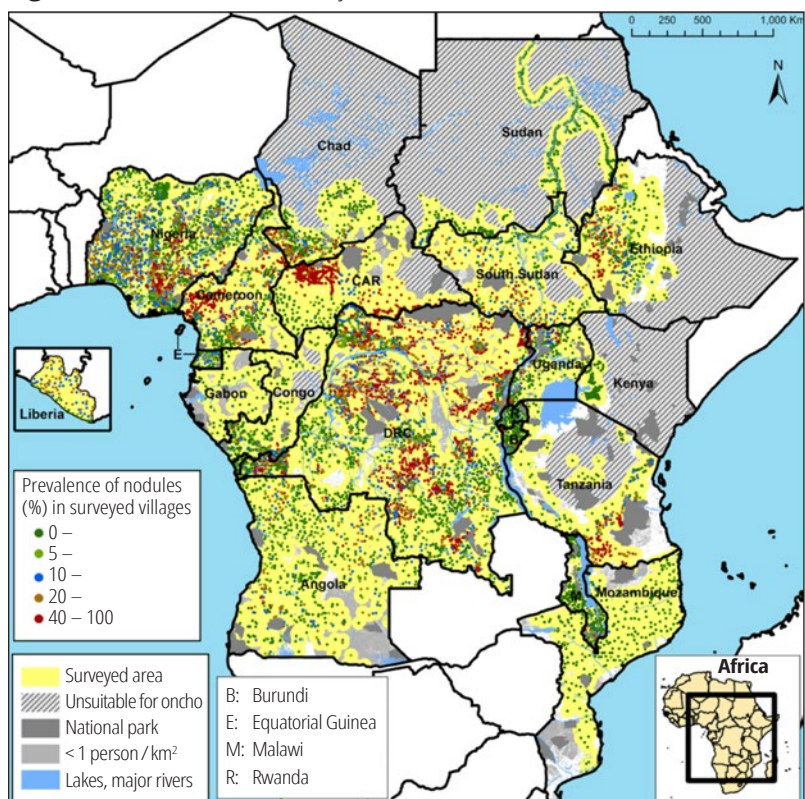 0 250 500 1,000 Km
N
Chad
Sudan
Nigeria
Ethiopia
CAR
South Sudan
Cameroon
E
Uganda
Gabon
Congo
Kenya
Liberia
R
DRC
B
Tanzania
Prevalence of nodules
(%) in surveyed villages
0 –
5 –
10 –
20 –
40 – 100
Angola
M
Mozambique
Surveyed area
Unsuitable for oncho
National park
< 1 person / km²
Lakes, major rivers
B: Burundi
E: Equatorial Guinea
M: Malawi
R: Rwanda
Africa